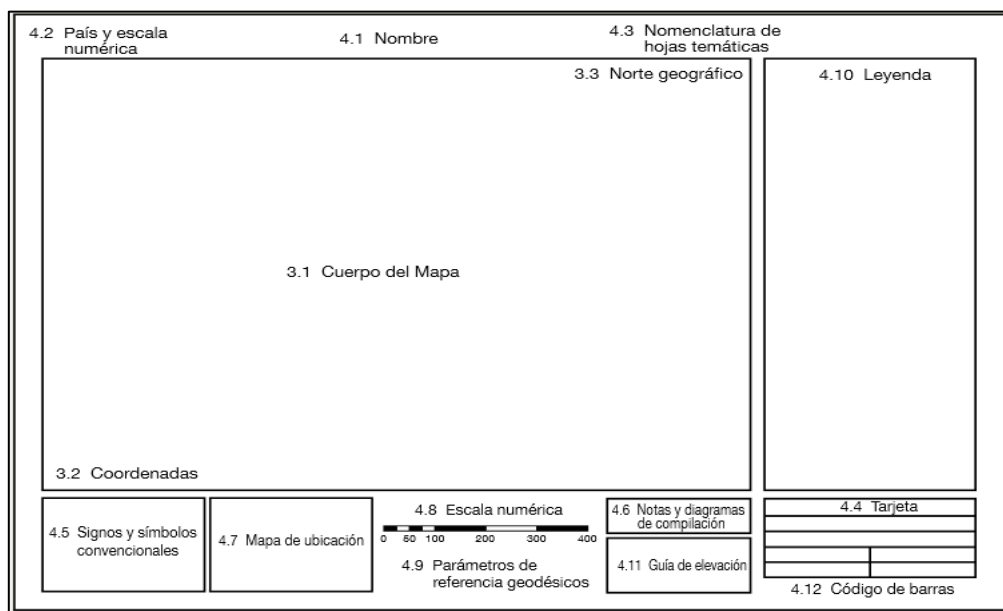 4.2 País y escala
numérica
4.1 Nombre
4.3 Nomenclatura de
hojas temáticas
3.3 Norte geográfico
4.10 Leyenda
3.1 Cuerpo del Mapa
3.2 Coordenadas
4.5 Signos y símbolos
convencionales
4.7 Mapa de ubicación
4.8 Escala numérica
0 50 100 200 300 400
4.9 Parámetros de
referencia geodésicos
4.6 Notas y diagramas
de compilación
4.11 Guía de elevación
4.4 Tarjeta
4.12 Código de barras